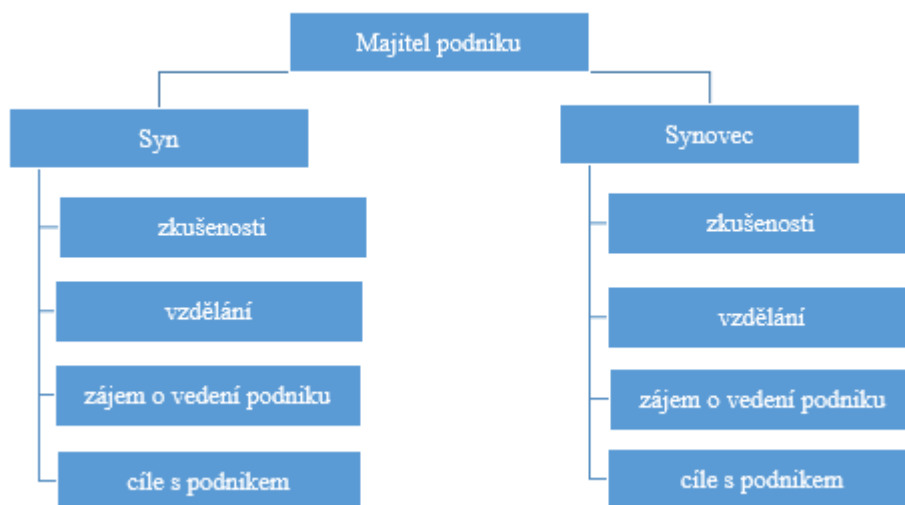 Majitel podniku
Syn
zkušenosti
vzdělání
zájem o vedení podniku
cíle s podnikem
Synovec
zkušenosti
vzdělání
zájem o vedení podniku
cíle s podnikem